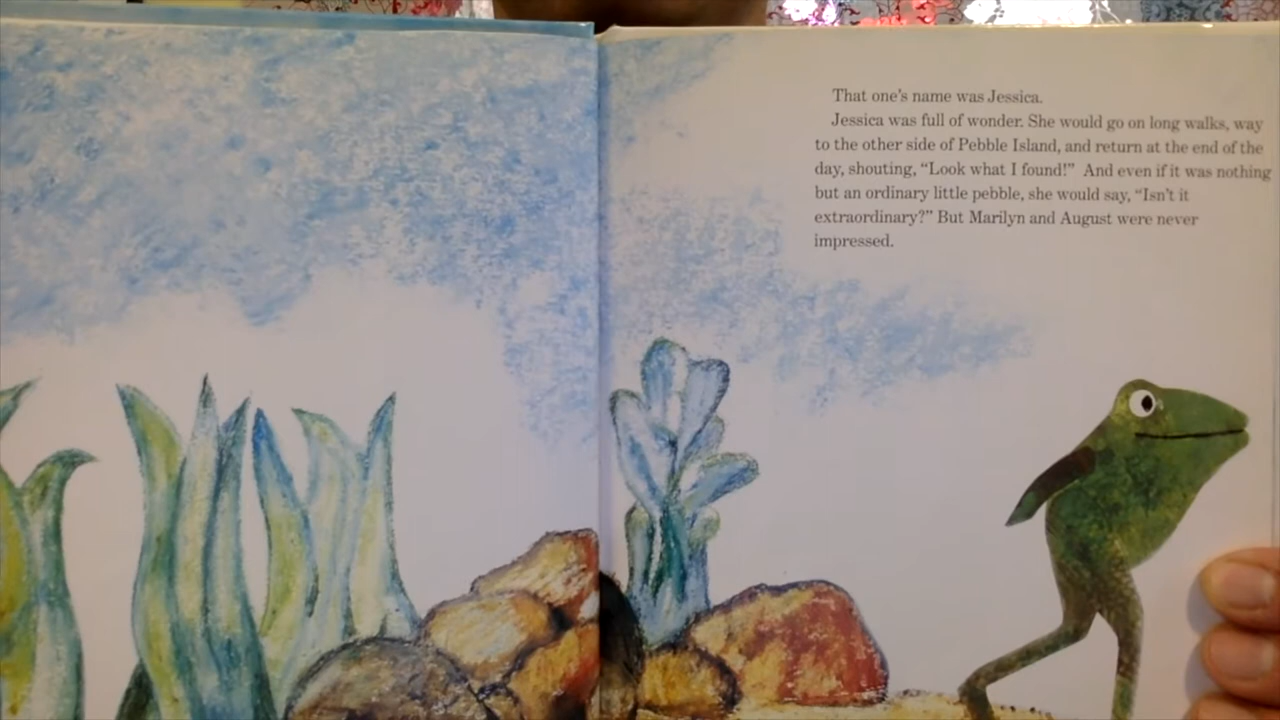 That one's name was Jessica.
Jessica was full of wonder. She would go on long walks, way
to the other side of Pebble Island, and return at the end of the
day, shouting, “Look what I found!” And even if it was nothing
but an ordinary little pebble, she would say, “Isn't it
extraordinary?” But Marilyn and August were never
impressed.